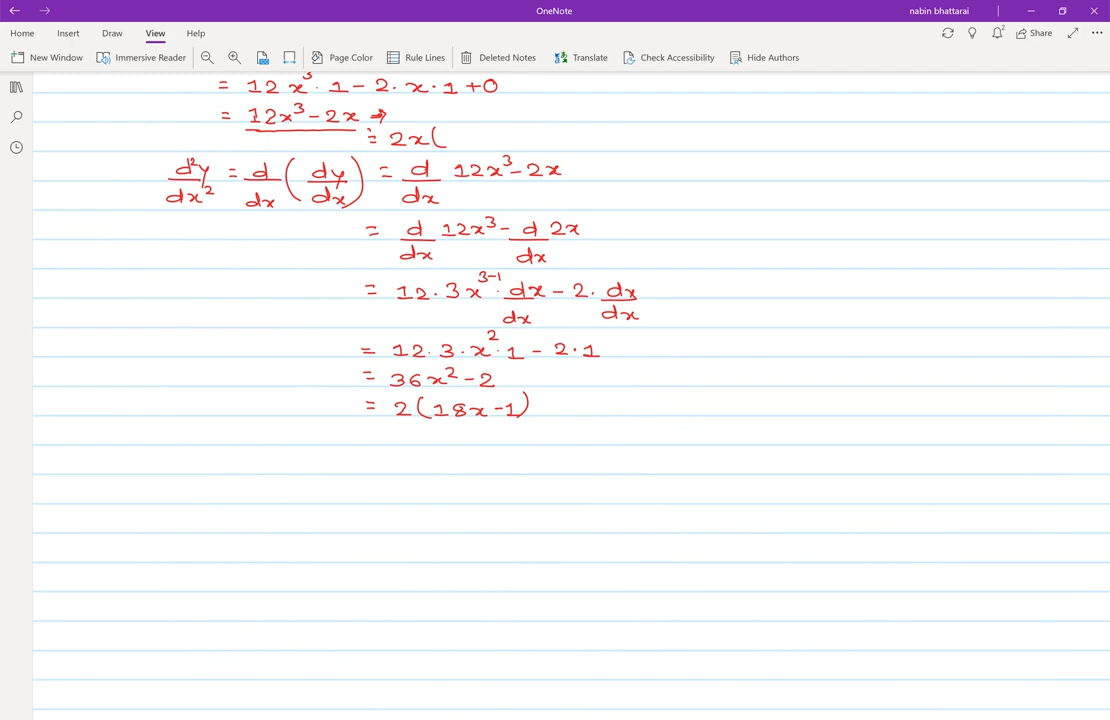 OneNote
nabin bhattarai
Home Insert Draw View Help
2 Share
New Window Immersive Reader Page Color Rule Lines Deleted Notes Translate Check Accessibility Hide Authors
= 12x³·1 - 2·x·1 + 0
= 12x³ - 2x →
= 2x(
d²y/dx² = d/dx (dy/dx) = d/dx 12x³ - 2x
= d/dx 12x³ - d/dx 2x
= 12·3x³⁻¹·dx/dx - 2·dx/dx
= 12·3·x²·1 - 2·1
= 36x² - 2
= 2(18x - 1)